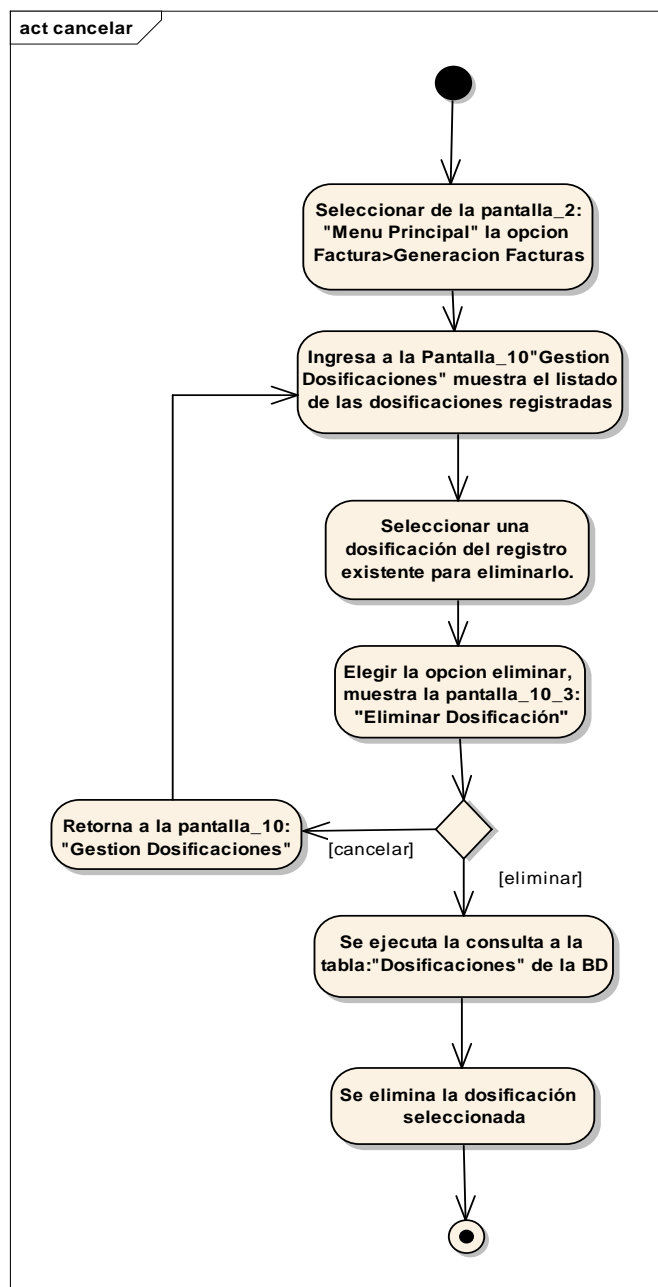 act cancelar
Seleccionar de la pantalla_2:
"Menu Principal" la opcion
Factura>Generacion Facturas
Ingresa a la Pantalla_10"Gestion
Dosificaciones" muestra el listado
de las dosificaciones registradas
Seleccionar una
dosificación del registro
existente para eliminarlo.
Elegir la opcion eliminar,
muestra la pantalla_10_3:
"Eliminar Dosificación"
Retorna a la pantalla_10:
"Gestion Dosificaciones"
[cancelar]
[eliminar]
Se ejecuta la consulta a la
tabla:"Dosificaciones" de la BD
Se elimina la dosificación
seleccionada